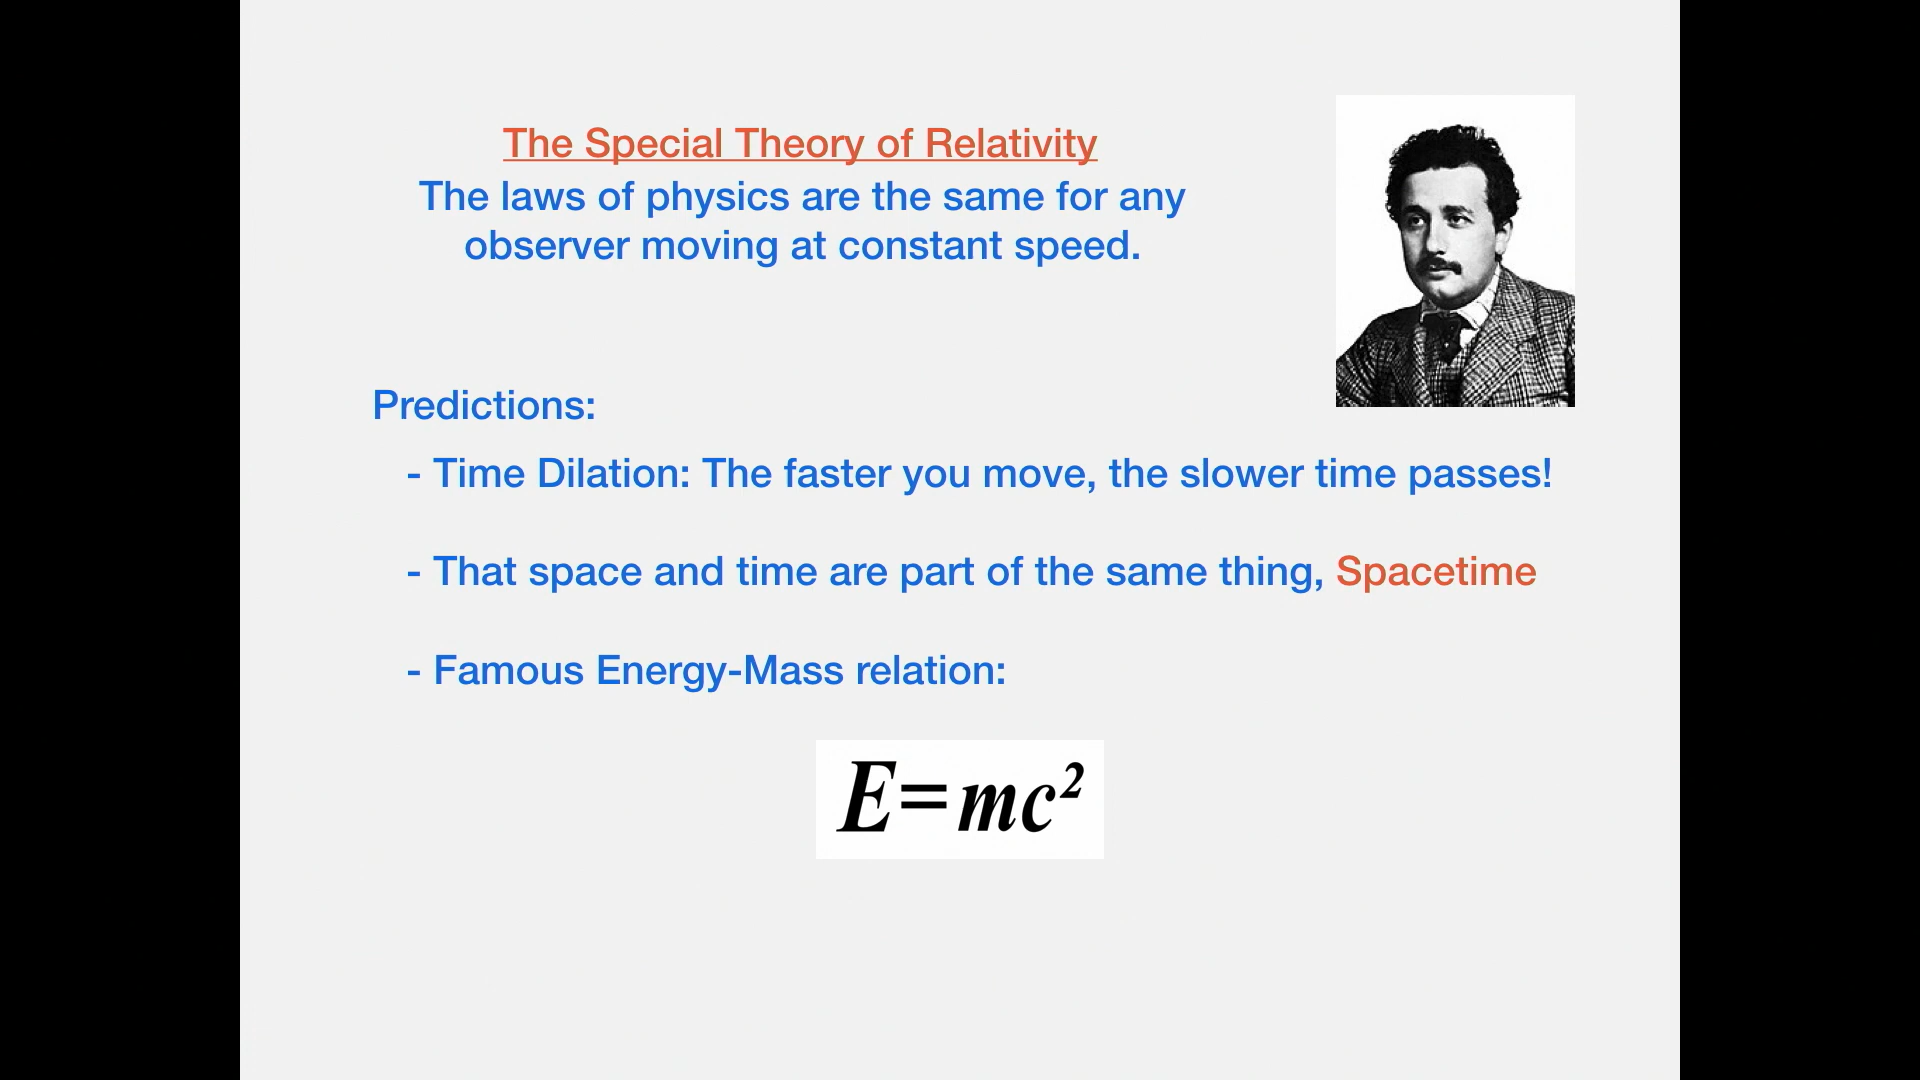 The Special Theory of Relativity
The laws of physics are the same for any
observer moving at constant speed.
Predictions:
- Time Dilation: The faster you move, the slower time passes!
- That space and time are part of the same thing, Spacetime
- Famous Energy-Mass relation:
E=mc²